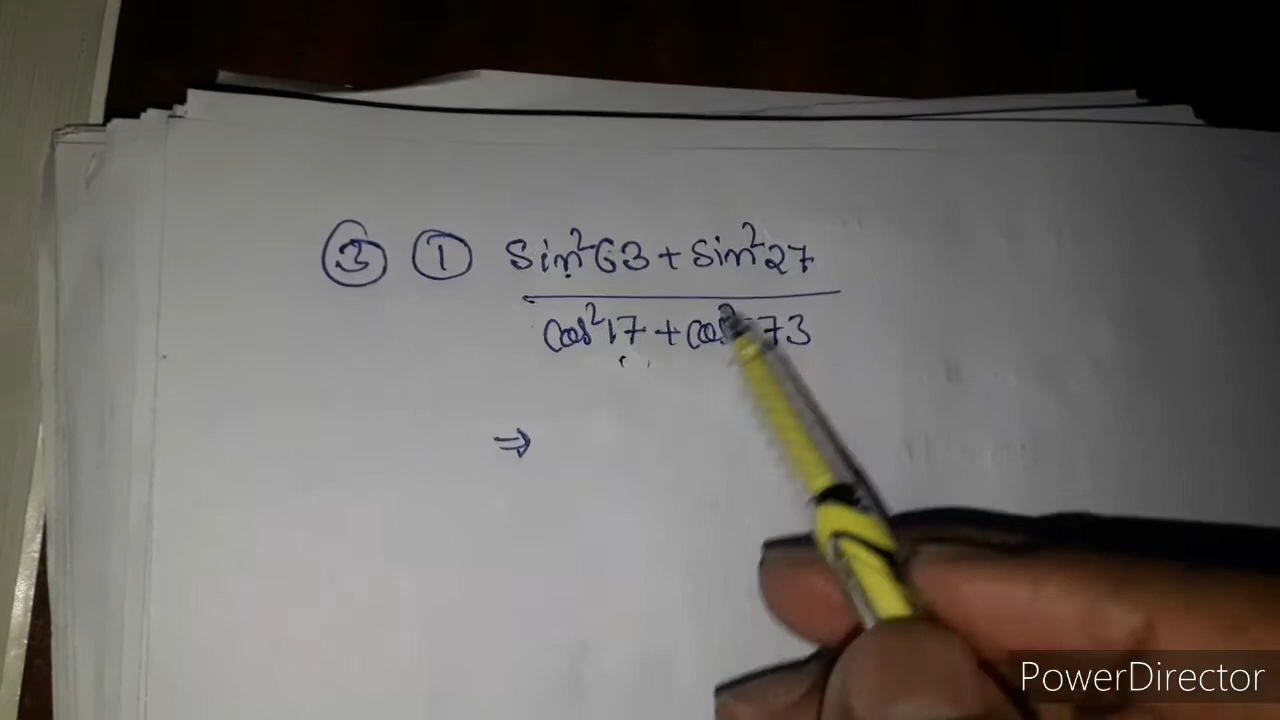 ③ ① Sin²63 + Sin²27
Cos²17 + Cos²73
⇒
PowerDirector